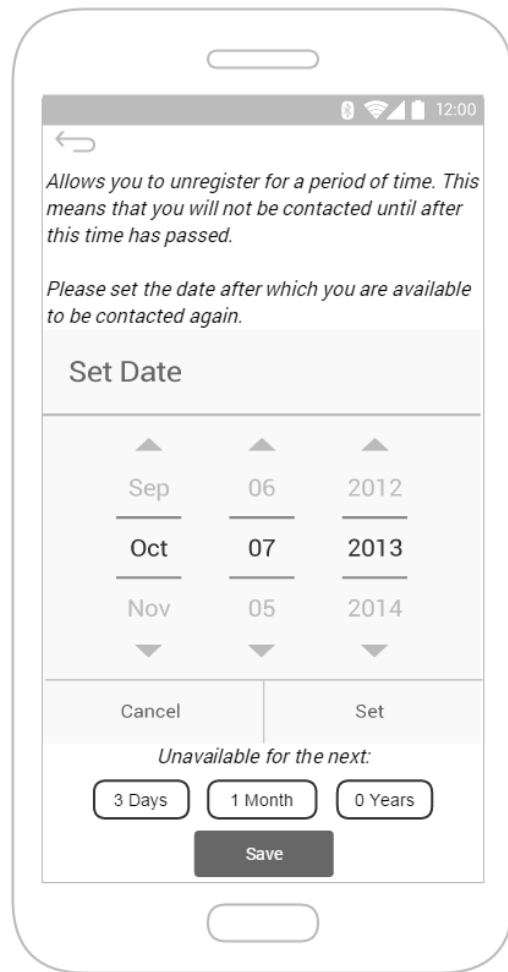 12:00
Allows you to unregister for a period of time. This
means that you will not be contacted until after
this time has passed.
Please set the date after which you are available
to be contacted again.
Set Date
Sep 06 2012
Oct 07 2013
Nov 05 2014
Cancel Set
Unavailable for the next:
3 Days 1 Month 0 Years
Save